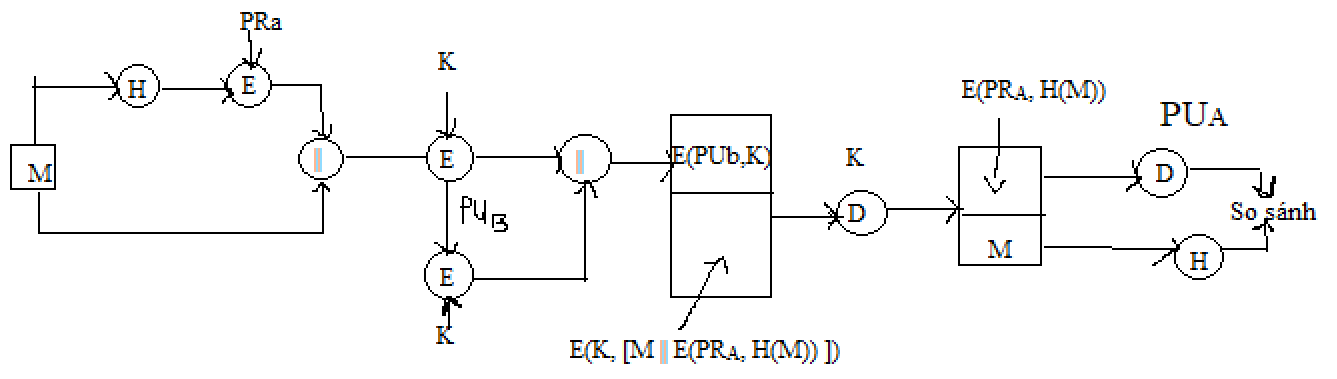 PRa
H
E
M
||
K
E
PUB
E
K
||
E(PUb,K)
E(K, [M || E(PRA, H(M)) ])
K
D
E(PRA, H(M))
M
PUA
D
H
So sánh